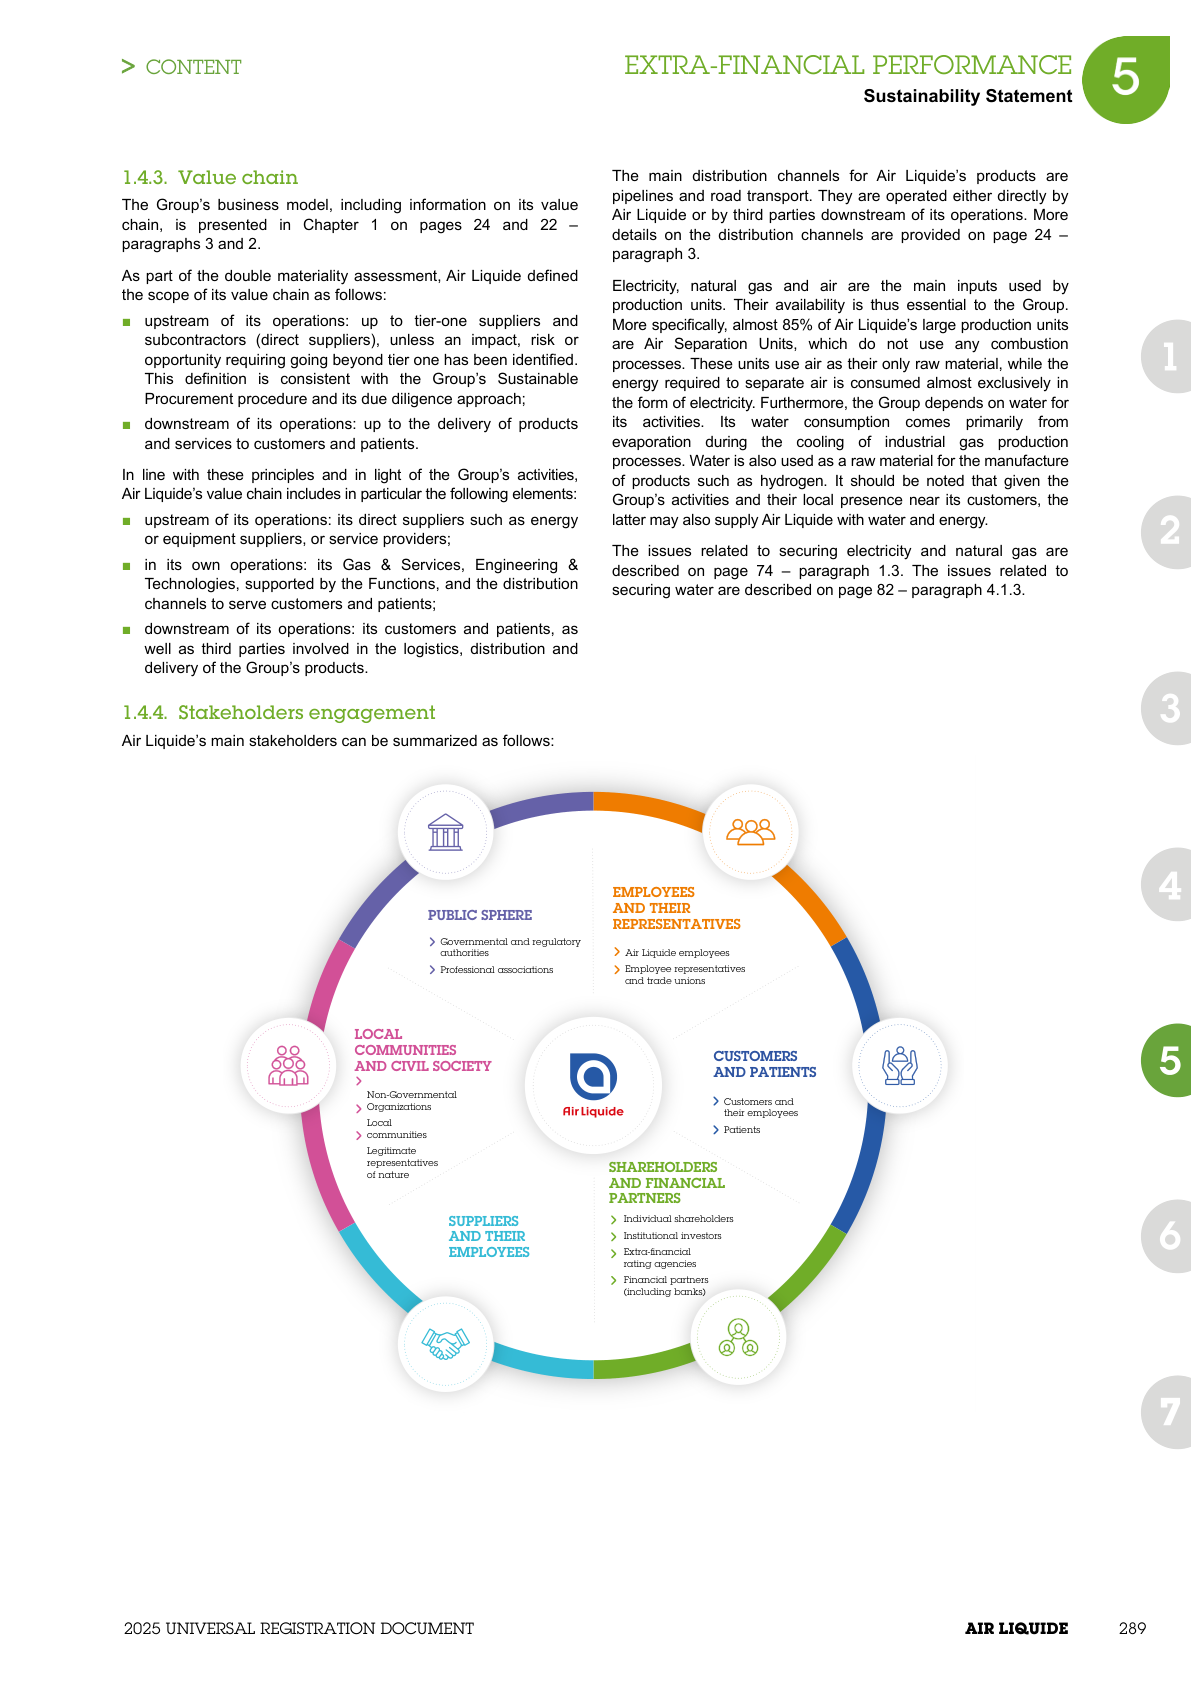 > CONTENT
EXTRA-FINANCIAL PERFORMANCE
Sustainability Statement
5
1.4.3. Value chain
The Group's business model, including information on its value
chain, is presented in Chapter 1 on pages 24 and 22 –
paragraphs 3 and 2.
As part of the double materiality assessment, Air Liquide defined
the scope of its value chain as follows:
■ upstream of its operations: up to tier-one suppliers and
subcontractors (direct suppliers), unless an impact, risk or
opportunity requiring going beyond tier one has been identified.
This definition is consistent with the Group's Sustainable
Procurement procedure and its due diligence approach;
■ downstream of its operations: up to the delivery of products
and services to customers and patients.
In line with these principles and in light of the Group's activities,
Air Liquide's value chain includes in particular the following elements:
■ upstream of its operations: its direct suppliers such as energy
or equipment suppliers, or service providers;
■ in its own operations: its Gas & Services, Engineering &
Technologies, supported by the Functions, and the distribution
channels to serve customers and patients;
■ downstream of its operations: its customers and patients, as
well as third parties involved in the logistics, distribution and
delivery of the Group's products.
The main distribution channels for Air Liquide's products are
pipelines and road transport. They are operated either directly by
Air Liquide or by third parties downstream of its operations. More
details on the distribution channels are provided on page 24 –
paragraph 3.
Electricity, natural gas and air are the main inputs used by
production units. Their availability is thus essential to the Group.
More specifically, almost 85% of Air Liquide's large production units
are Air Separation Units, which do not use any combustion
processes. These units use air as their only raw material, while the
energy required to separate air is consumed almost exclusively in
the form of electricity. Furthermore, the Group depends on water for
its activities. Its water consumption comes primarily from
evaporation during the cooling of industrial gas production
processes. Water is also used as a raw material for the manufacture
of products such as hydrogen. It should be noted that given the
Group's activities and their local presence near its customers, the
latter may also supply Air Liquide with water and energy.
The issues related to securing electricity and natural gas are
described on page 74 – paragraph 1.3. The issues related to
securing water are described on page 82 – paragraph 4.1.3.
1.4.4. Stakeholders engagement
Air Liquide's main stakeholders can be summarized as follows:
PUBLIC SPHERE
Governmental and regulatory
authorities
Professional associations
EMPLOYEES
AND THEIR
REPRESENTATIVES
Air Liquide employees
Employee representatives
and trade unions
LOCAL
COMMUNITIES
AND CIVIL SOCIETY
Non-Governmental
Organizations
Local
communities
Legitimate
representatives
of nature
Air Liquide
CUSTOMERS
AND PATIENTS
Customers and
their employees
Patients
SUPPLIERS
AND THEIR
EMPLOYEES
SHAREHOLDERS
AND FINANCIAL
PARTNERS
Individual shareholders
Institutional investors
Extra-financial
rating agencies
Financial partners
(including banks)
1
2
3
4
5
6
7
2025 UNIVERSAL REGISTRATION DOCUMENT
AIR LIQUIDE 289